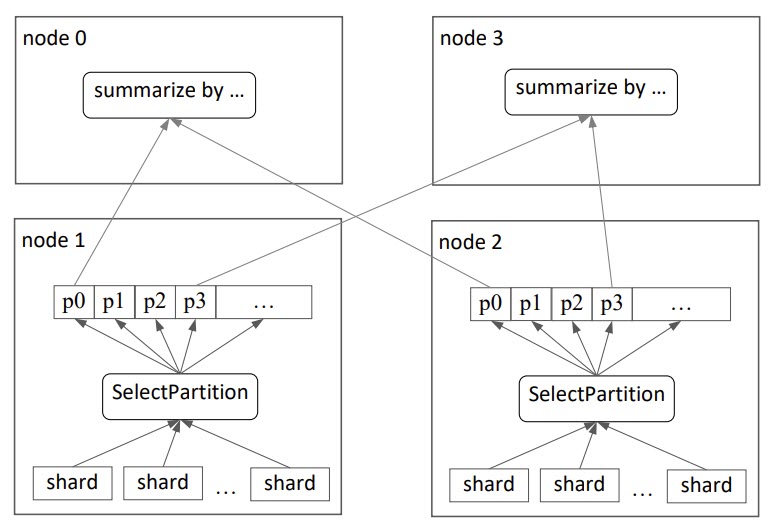 node 0
summarize by ...
node 3
summarize by ...
node 1
p0 p1 p2 p3 ...
SelectPartition
shard shard ... shard
node 2
p0 p1 p2 p3 ...
SelectPartition
shard shard ... shard